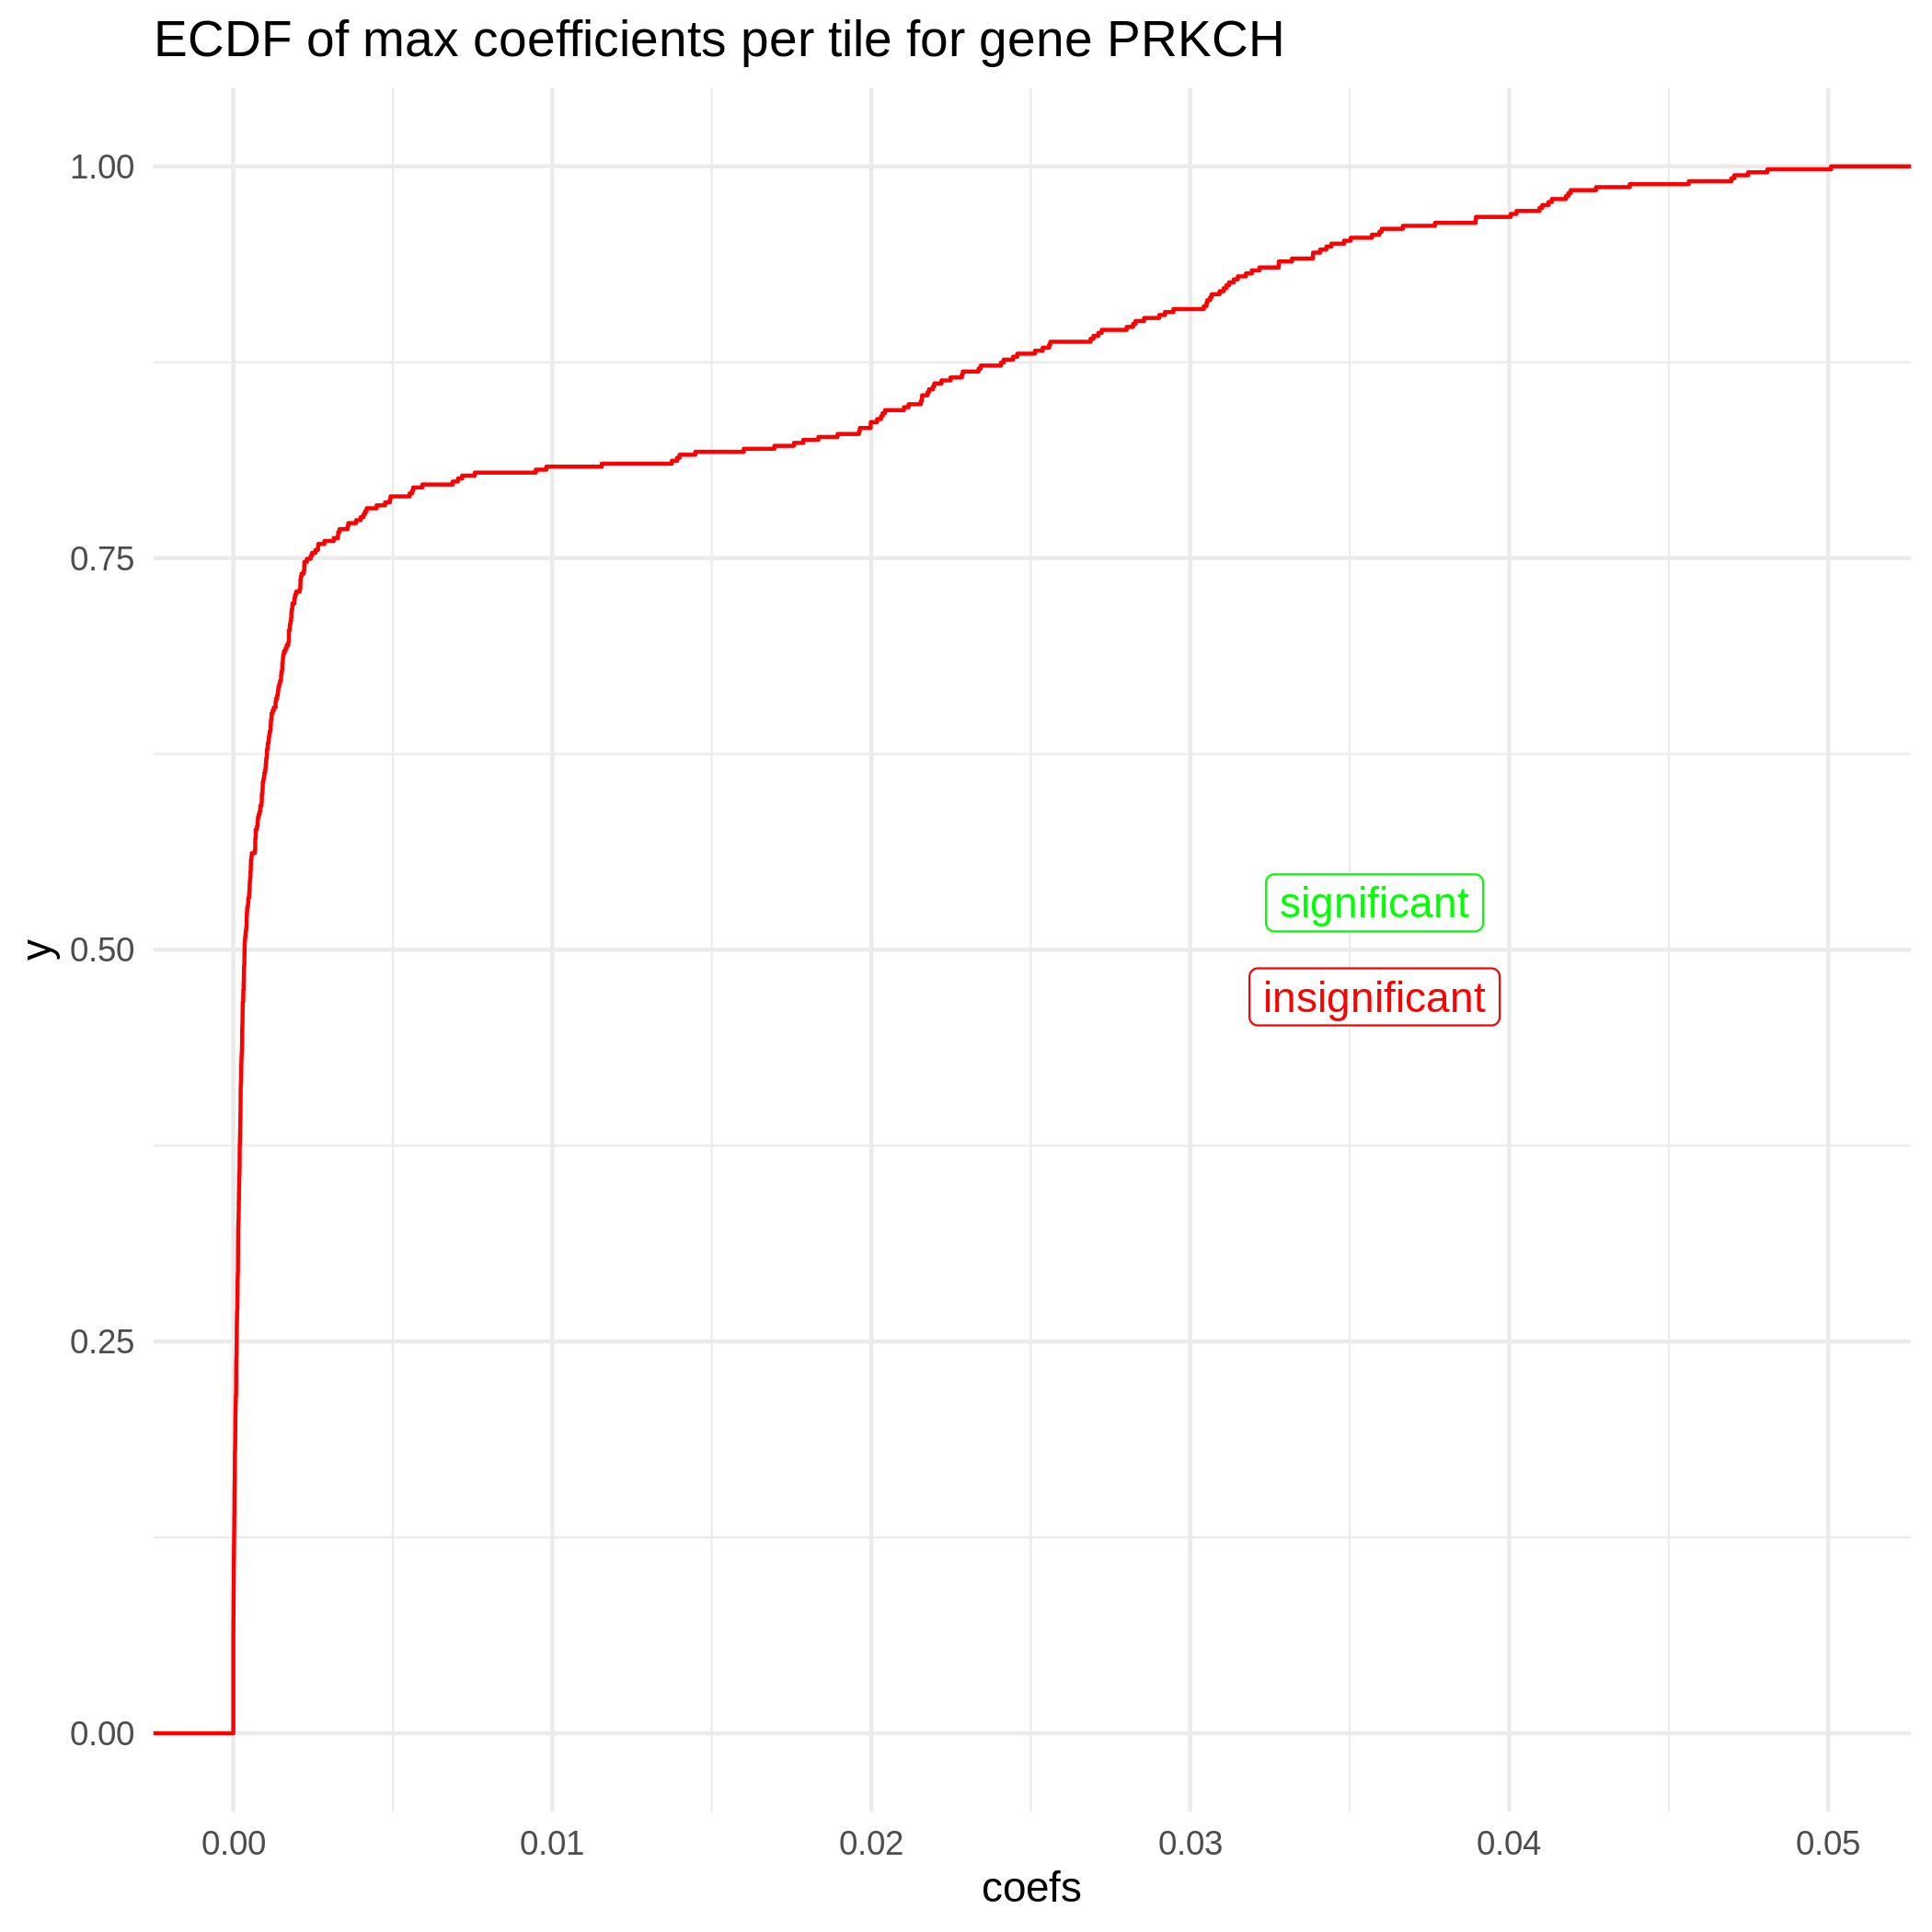 ECDF of max coefficients per tile for gene PRKCH
1.00
0.75
0.50
0.25
0.00
y
significant
insignificant
0.00 0.01 0.02 0.03 0.04 0.05
coefs